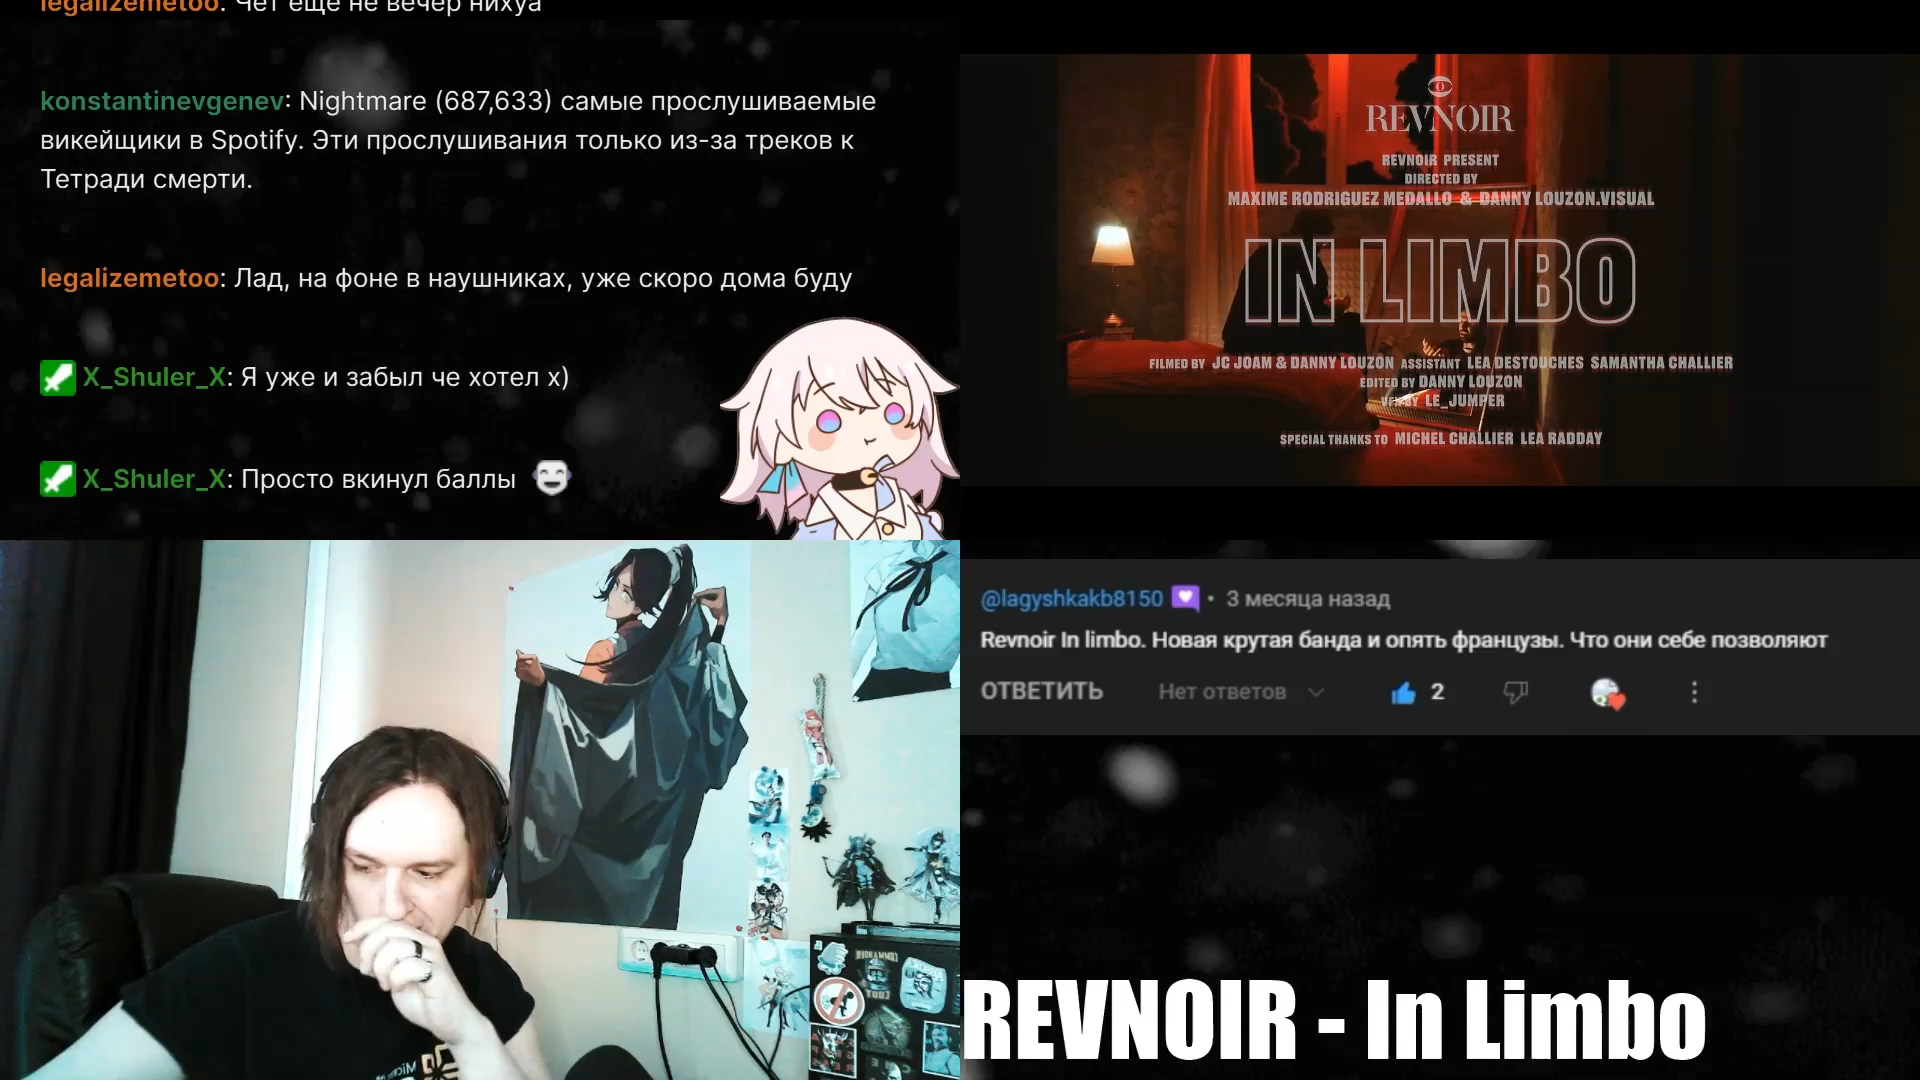 legalizemetoo: Чет еще не вечер нихуа
konstantinevgenev: Nightmare (687,633) самые прослушиваемые
викейщики в Spotify. Эти прослушивания только из-за треков к
Тетради смерти.
legalizemetoo: Лад, на фоне в наушниках, уже скоро дома буду
X_Shuler_X: Я уже и забыл че хотел х)
X_Shuler_X: Просто вкинул баллы
REVNOIR
REVNOIR PRESENT
DIRECTED BY
MAXIME RODRIGUEZ MEDALLO & DANNY LOUZON.VISUAL
IN LIMBO
FILMED BY JC JOAM & DANNY LOUZON ASSISTANT LEA DESTOUCHES SAMANTHA CHALLIER
EDITED BY DANNY LOUZON
VFX BY LE_JUMPER
SPECIAL THANKS TO MICHEL CHALLIER LEA RADDAY
@lagyshkakb8150 • 3 месяца назад
Revnoir In limbo. Новая крутая банда и опять французы. Что они себе позволяют
ОТВЕТИТЬ Нет ответов 2
COMMANDER
CODY
REVNOIR - In Limbo